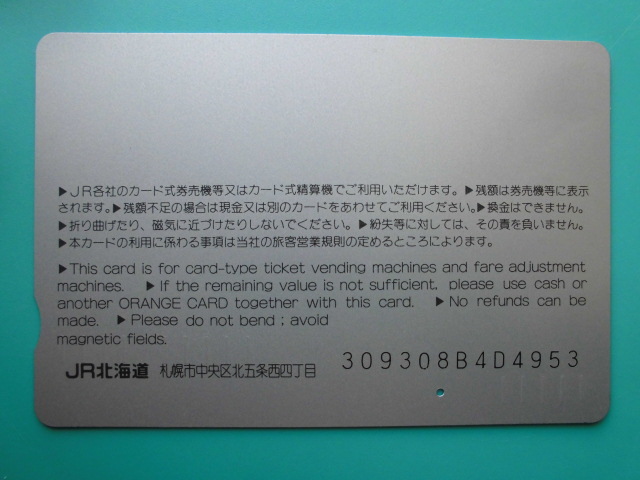 ▶JR各社のカード式券売機等又はカード式精算機でご利用いただけます。▶残額は券売機等に表示
されます。▶残額不足の場合は現金又は別のカードをあわせてご利用ください。▶換金はできません。
▶折り曲げたり、磁気に近づけたりしないでください。▶紛失等に対しては、その責を負いません。
▶本カードの利用に係わる事項は当社の旅客営業規則の定めるところによります。
▶This card is for card-type ticket vending machines and fare adjustment
machines. ▶If the remaining value is not sufficient, please use cash or
another ORANGE CARD together with this card. ▶No refunds can be
made. ▶Please do not bend ; avoid
magnetic fields.
JR北海道 札幌市中央区北五条西四丁目 309308B4D4953